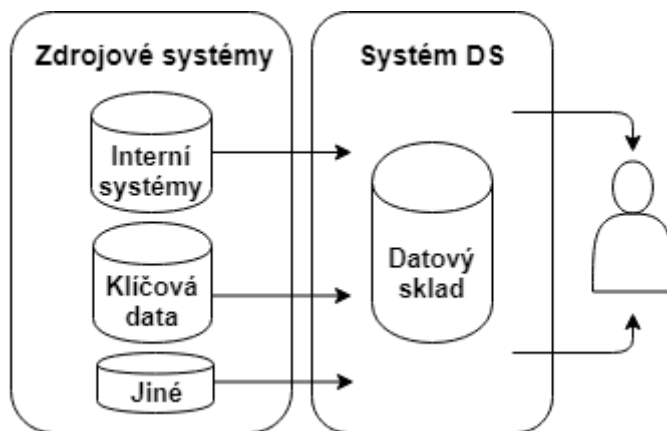 Zdrojové systémy
Systém DS
Interní
systémy
Klíčová
data
Jiné
Datový
sklad